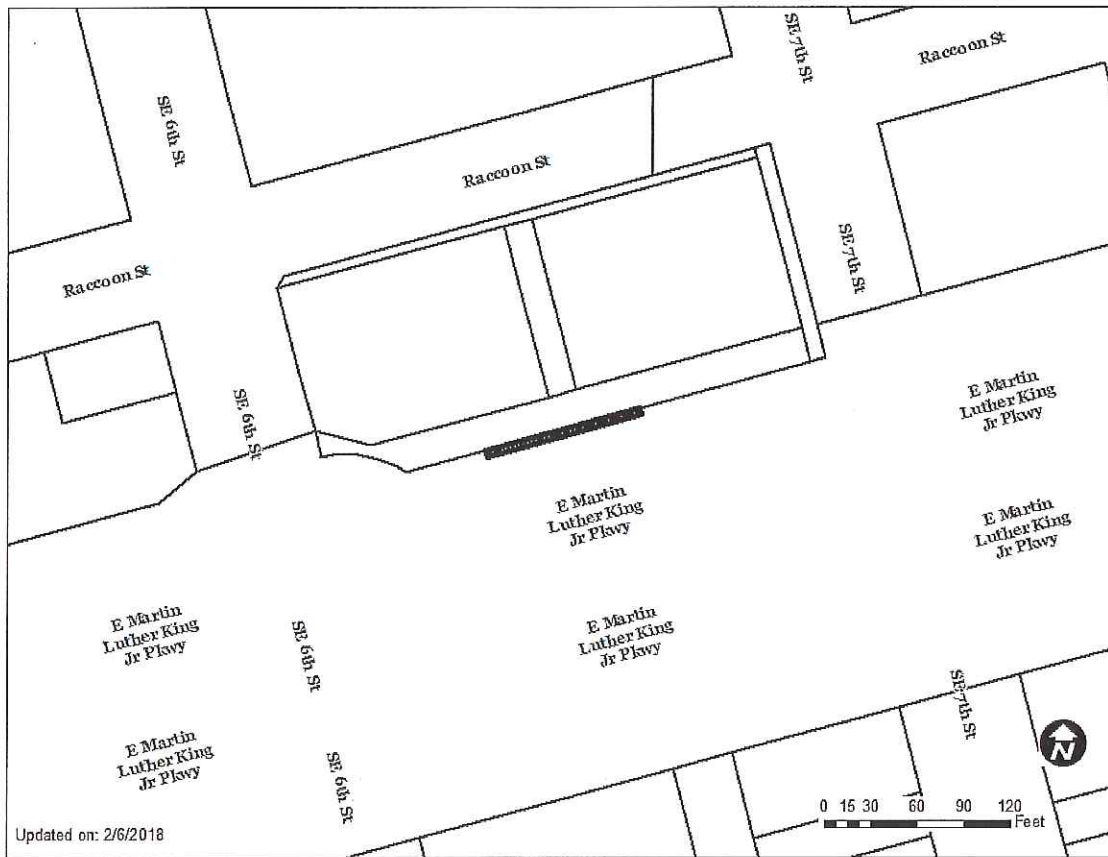 SE 7th St
Raccoon St
SE 6th St
Raccoon St
Raccoon St
SE 7th St
SE 6th St
E Martin
Luther King
Jr Pkwy
E Martin
Luther King
Jr Pkwy
E Martin
Luther King
Jr Pkwy
E Martin
Luther King
Jr Pkwy
E Martin
Luther King
Jr Pkwy
SE 6th St
SE 7th St
E Martin
Luther King
Jr Pkwy
SE 6th St
N
0 15 30 60 90 120
Feet
Updated on: 2/6/2018